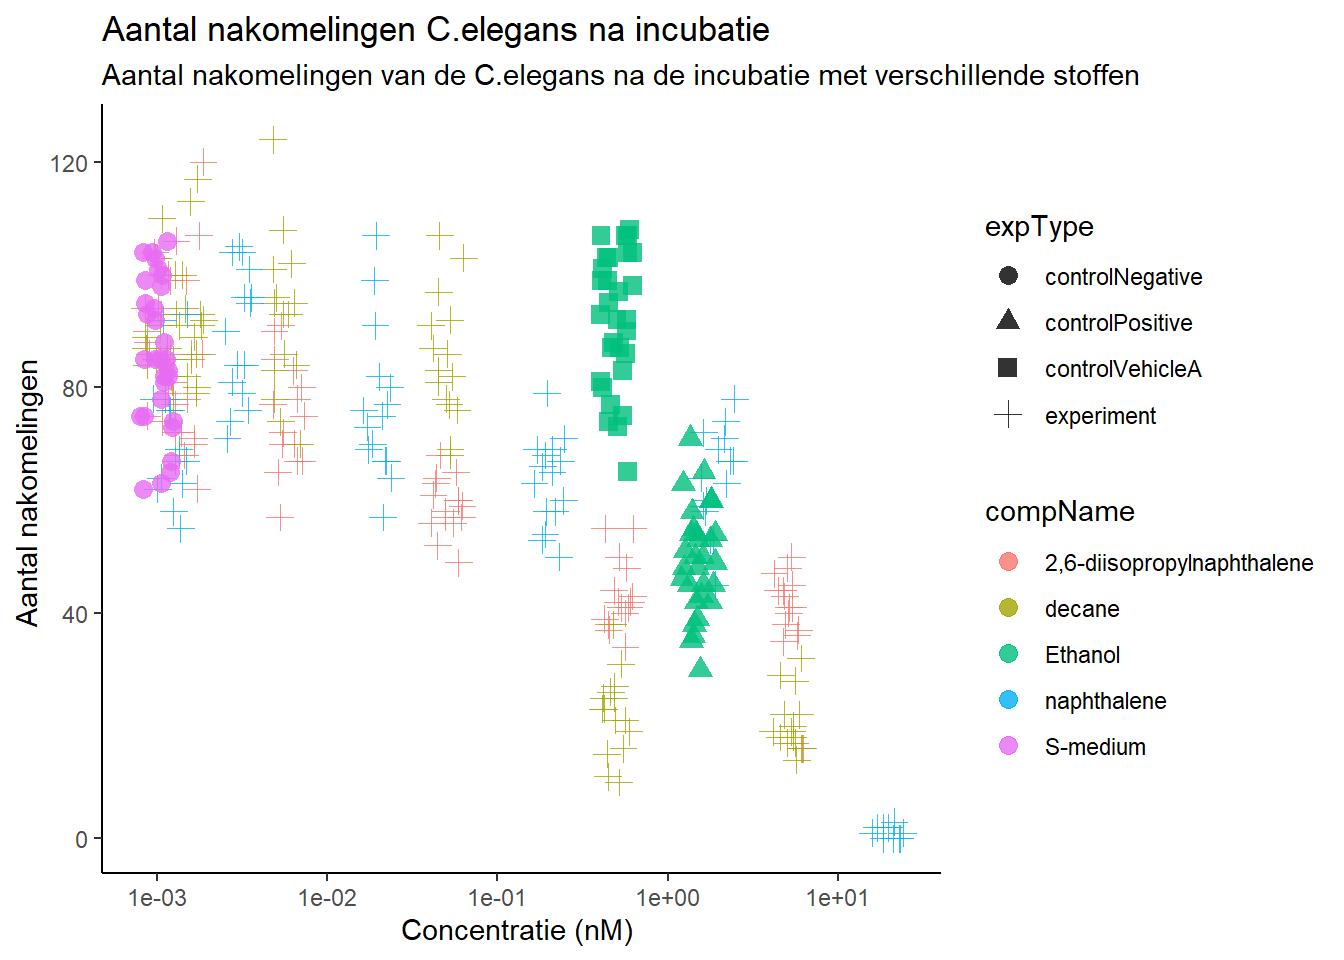 Aantal nakomelingen C.elegans na incubatie
Aantal nakomelingen van de C.elegans na de incubatie met verschillende stoffen
Aantal nakomelingen
120
80
40
0
1e-03
1e-02
1e-01
1e+00
1e+01
Concentratie (nM)
expType
controlNegative
controlPositive
controlVehicleA
experiment
compName
2,6-diisopropylnaphthalene
decane
Ethanol
naphthalene
S-medium